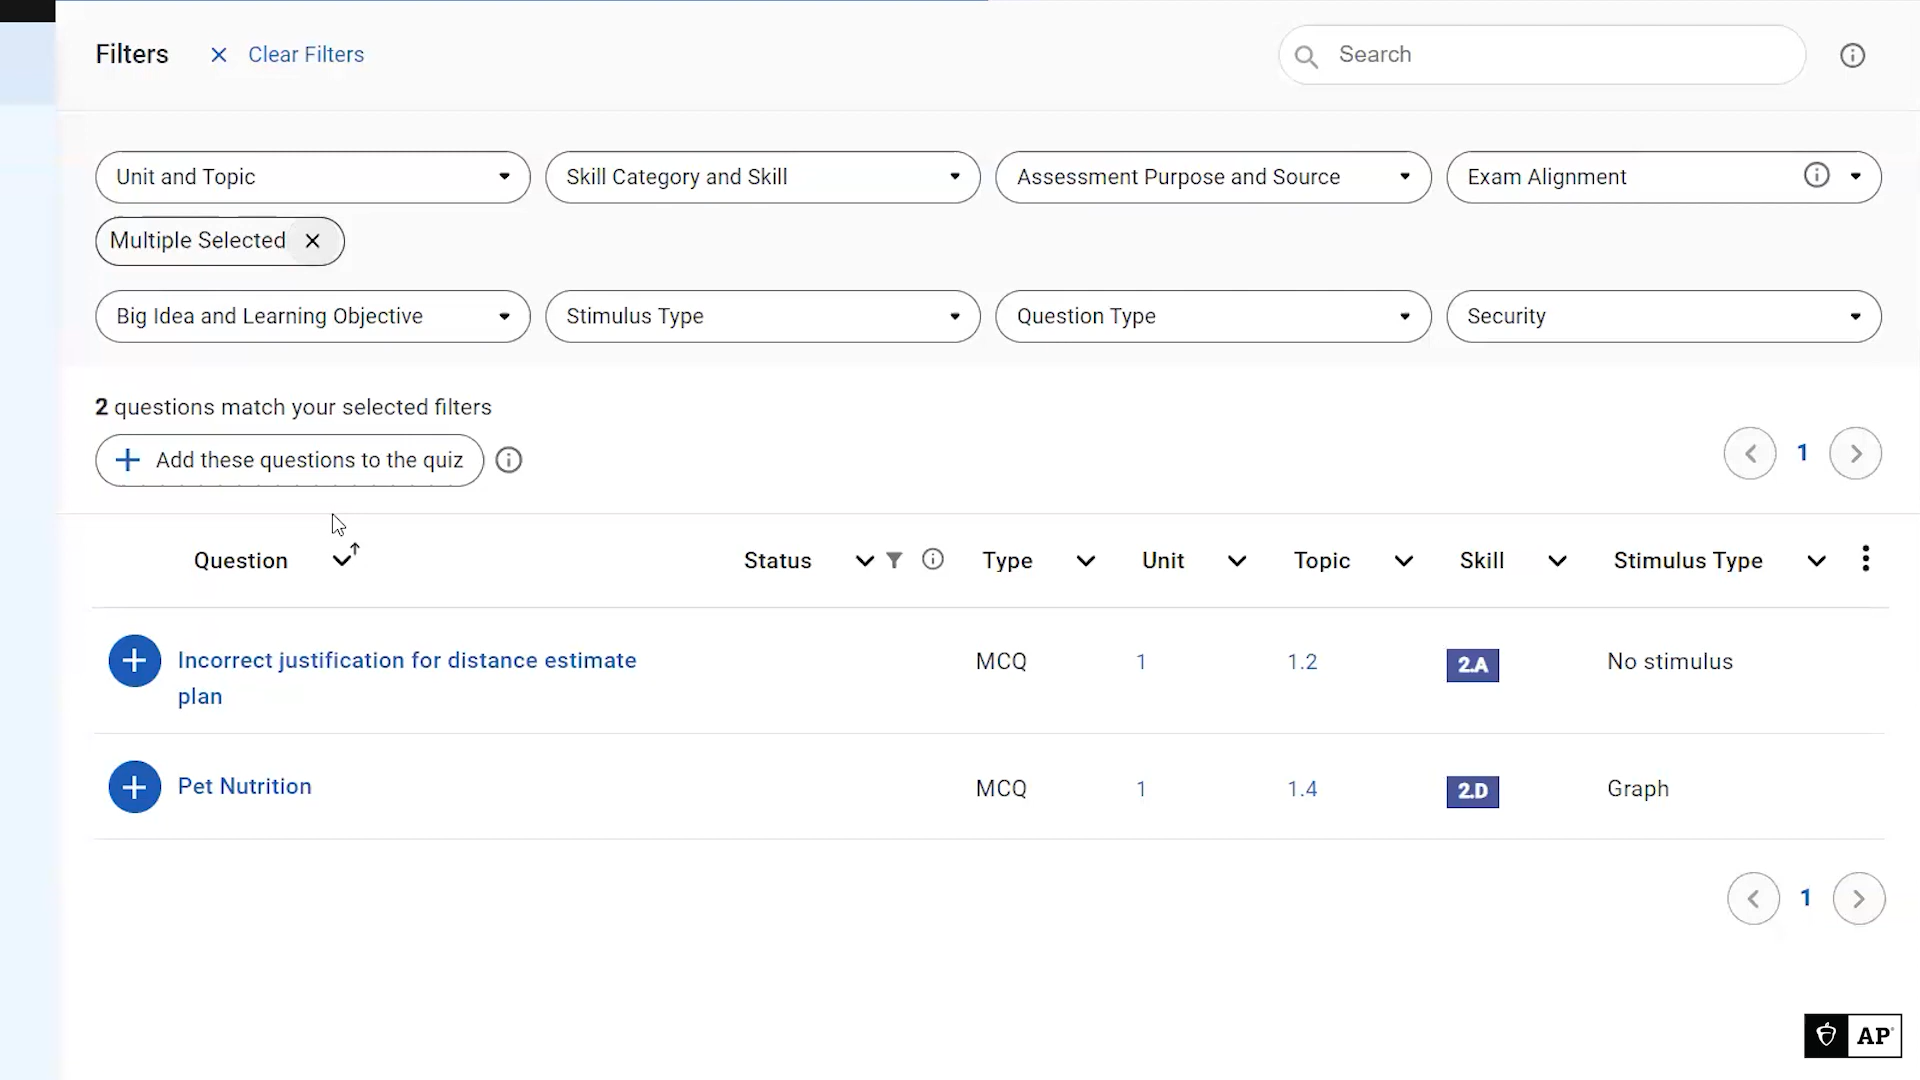 Filters
Clear Filters
Search
Unit and Topic
Skill Category and Skill
Assessment Purpose and Source
Exam Alignment
Multiple Selected
Big Idea and Learning Objective
Stimulus Type
Question Type
Security
2 questions match your selected filters
Add these questions to the quiz
1
Question
Status
Type
Unit
Topic
Skill
Stimulus Type
Incorrect justification for distance estimate
plan
MCQ
1
1.2
2.A
No stimulus
Pet Nutrition
MCQ
1
1.4
2.D
Graph
1
AP®